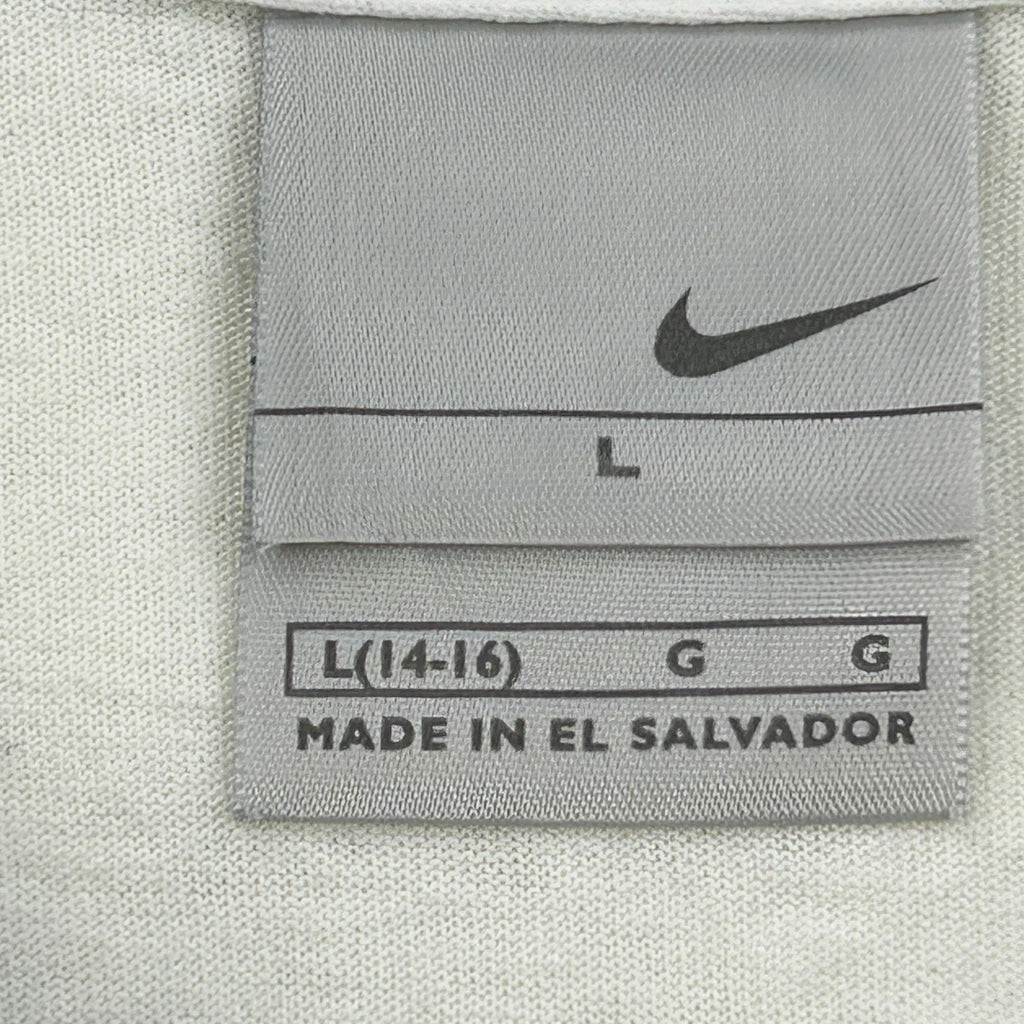 L
L(14-16) G G
MADE IN EL SALVADOR